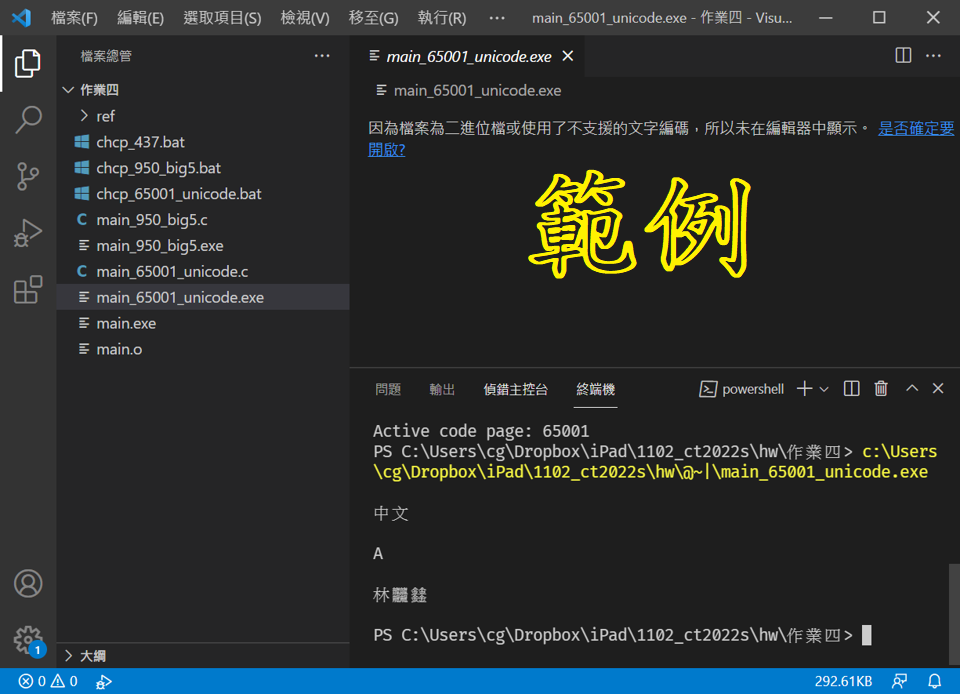 檔案(F) 編輯(E) 選取項目(S) 檢視(V) 移至(G) 執行(R) ··· main_65001_unicode.exe - 作業四 - Visu...
檔案總管 ···
作業四
ref
chcp_437.bat
chcp_950_big5.bat
chcp_65001_unicode.bat
C main_950_big5.c
main_950_big5.exe
C main_65001_unicode.c
main_65001_unicode.exe
main.exe
main.o
大綱
main_65001_unicode.exe
main_65001_unicode.exe
因為檔案為二進位檔或使用了不支援的文字編碼，所以未在編輯器中顯示。 是否確定要
開啟?
範例
問題 輸出 偵錯主控台 終端機 powershell
Active code page: 65001
PS C:\Users\cg\Dropbox\iPad\1102_ct2022s\hw\作業四> c:\Users
\cg\Dropbox\iPad\1102_ct2022s\hw\@~|\main_65001_unicode.exe
中文
A
PS C:\Users\cg\Dropbox\iPad\1102_ct2022s\hw\作業四>
1
0 0 292.61KB